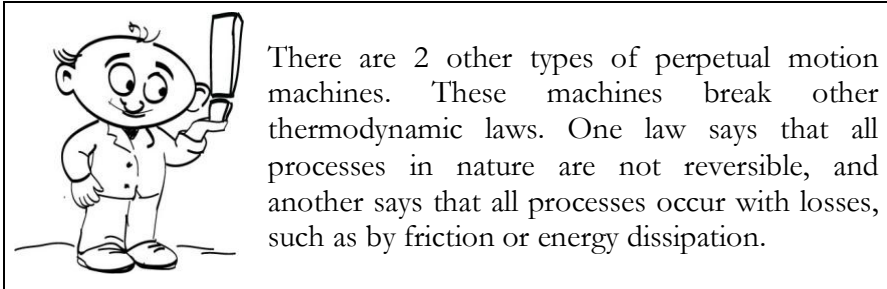 There are 2 other types of perpetual motion
machines. These machines break other
thermodynamic laws. One law says that all
processes in nature are not reversible, and
another says that all processes occur with losses,
such as by friction or energy dissipation.